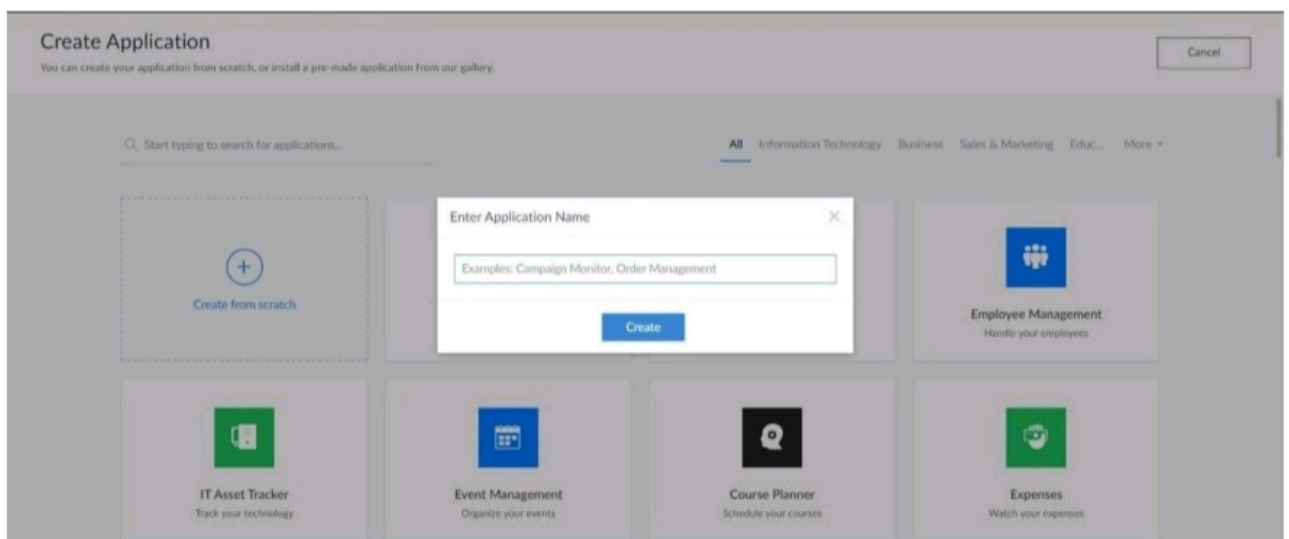 Create Application
Cancel
You can create your application from scratch, or install a pre-made application from our gallery.
Start typing to search for applications...
All Information Technology Business Sales & Marketing Educ... More
Enter Application Name
Examples: Campaign Monitor, Order Management
Create
Create from scratch
Employee Management
Handle your employees
IT Asset Tracker
Track your technology
Event Management
Organize your events
Course Planner
Schedule your courses
Expenses
Watch your expenses